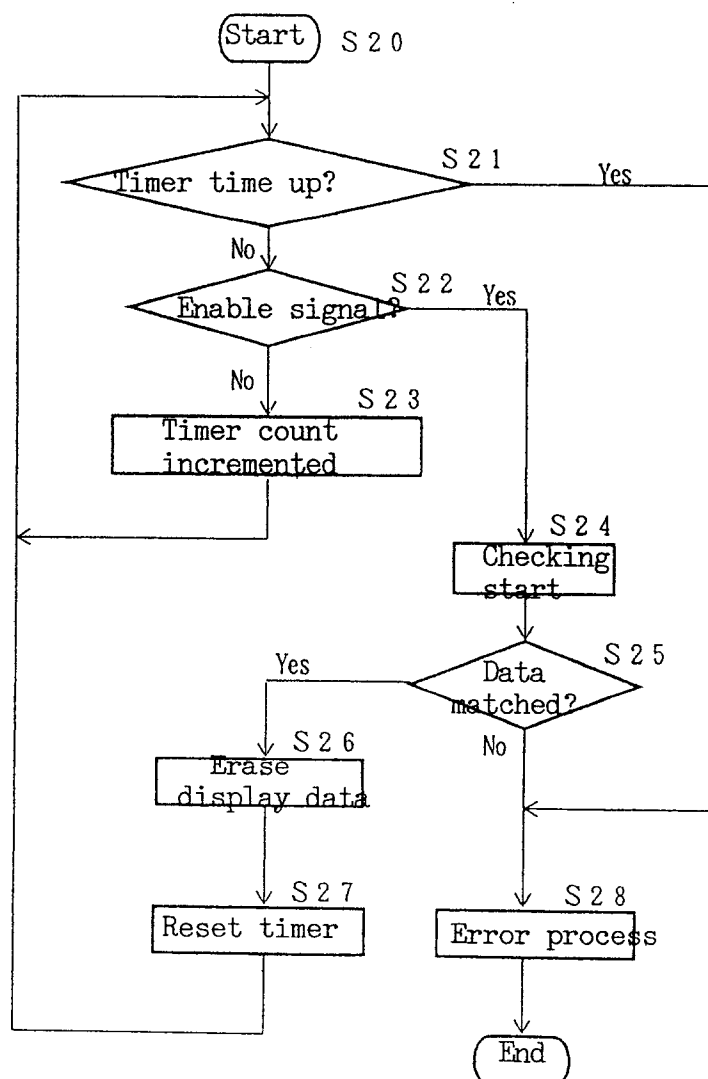 Start S20
S21
Timer time up? Yes
No
S22
Enable signal? Yes
No
S23
Timer count
incremented
S24
Checking
start
S25
Yes
Data
matched?
No
S26
Erase
display data
S27
Reset timer
S28
Error process
End